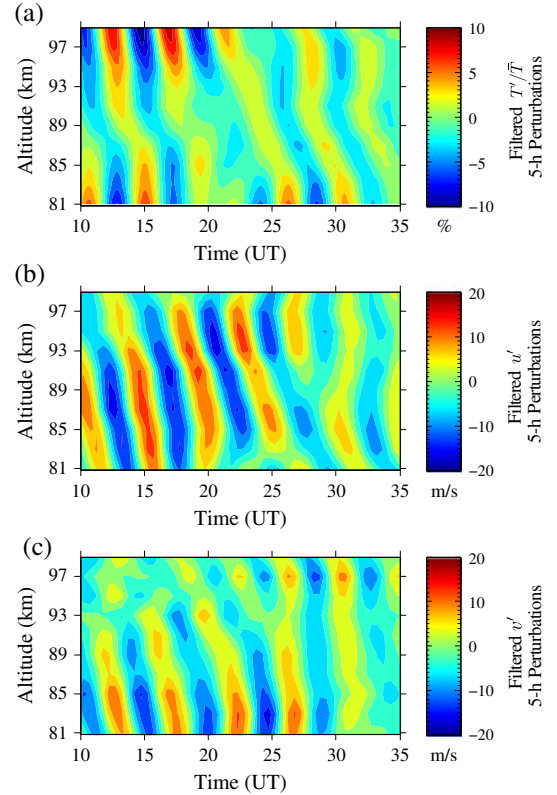 (a)
Altitude (km)
97
93
89
85
81
10 15 20 25 30 35
Time (UT)
10
5
0
−5
−10
%
Filtered T′/T̅
5-h Perturbations
(b)
Altitude (km)
97
93
89
85
81
10 15 20 25 30 35
Time (UT)
20
10
0
−10
−20
m/s
Filtered u′
5-h Perturbations
(c)
Altitude (km)
97
93
89
85
81
10 15 20 25 30 35
Time (UT)
20
10
0
−10
−20
m/s
Filtered v′
5-h Perturbations